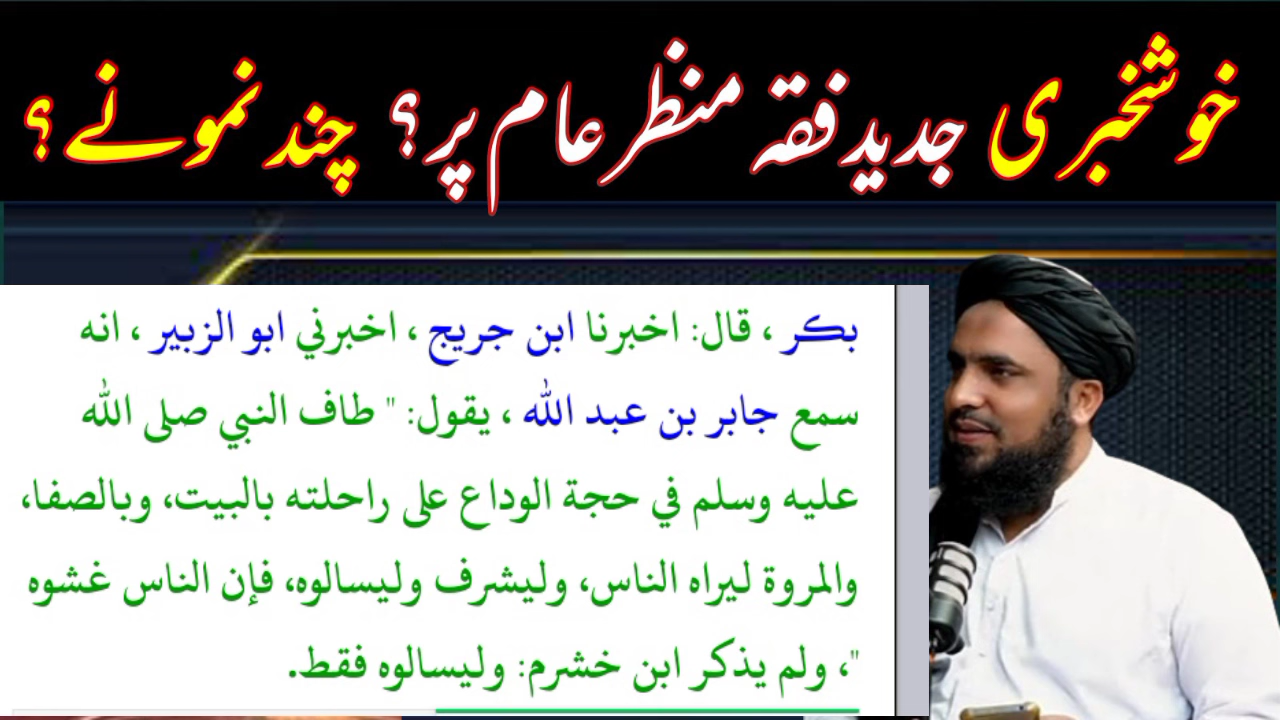 خوشخبری جدید فقہ منظر عام پر؟ چند نمونے؟
بكر ، قال: اخبرنا ابن جريج ، اخبرني ابو الزبير ، انه
سمع جابر بن عبد الله ، يقول: " طاف النبي صلى الله
عليه وسلم في حجة الوداع على راحلته بالبيت، وبالصفا،
والمروة ليراه الناس، وليشرف وليسالوه، فإن الناس غشوه
"، ولم يذكر ابن خشرم: وليسالوه فقط.